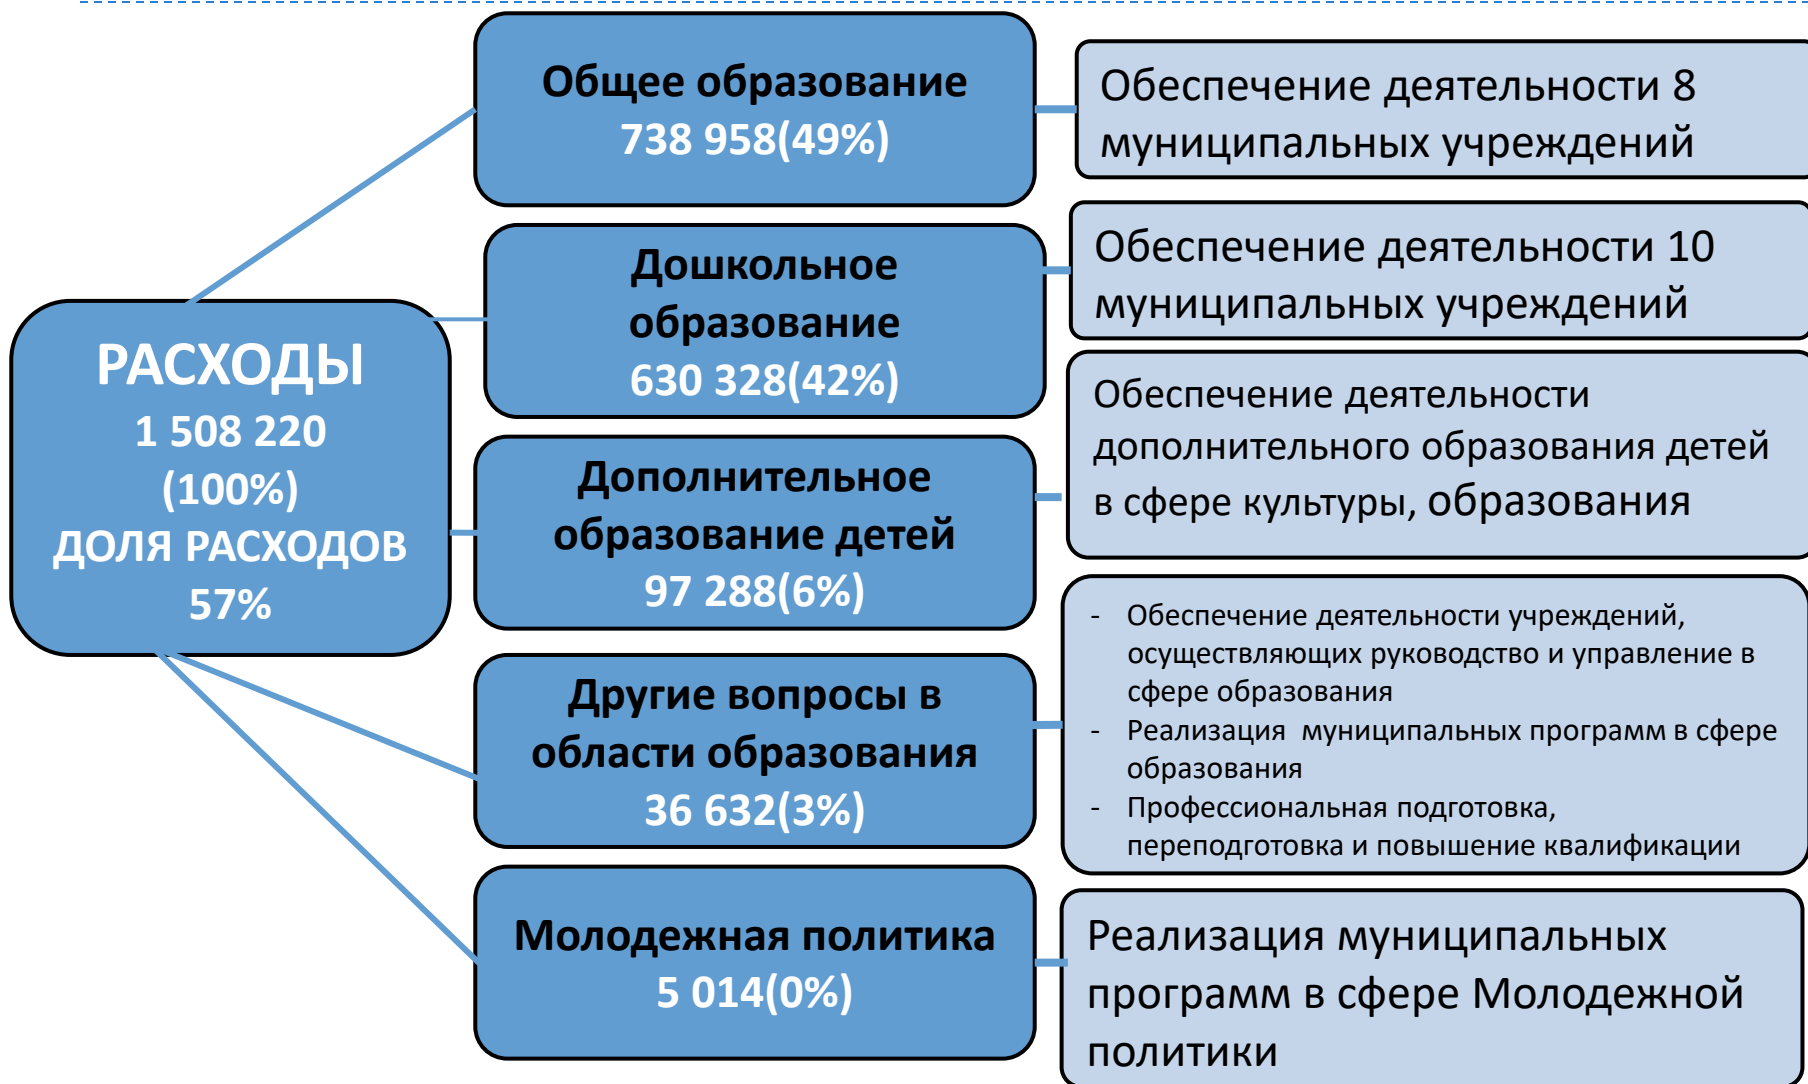 РАСХОДЫ
1 508 220
(100%)
ДОЛЯ РАСХОДОВ
57%
Общее образование
738 958(49%)
Обеспечение деятельности 8
муниципальных учреждений
Дошкольное
образование
630 328(42%)
Обеспечение деятельности 10
муниципальных учреждений
Дополнительное
образование детей
97 288(6%)
Обеспечение деятельности
дополнительного образования детей
в сфере культуры, образования
Другие вопросы в
области образования
36 632(3%)
- Обеспечение деятельности учреждений,
осуществляющих руководство и управление в
сфере образования
- Реализация муниципальных программ в сфере
образования
- Профессиональная подготовка,
переподготовка и повышение квалификации
Молодежная политика
5 014(0%)
Реализация муниципальных
программ в сфере Молодежной
политики